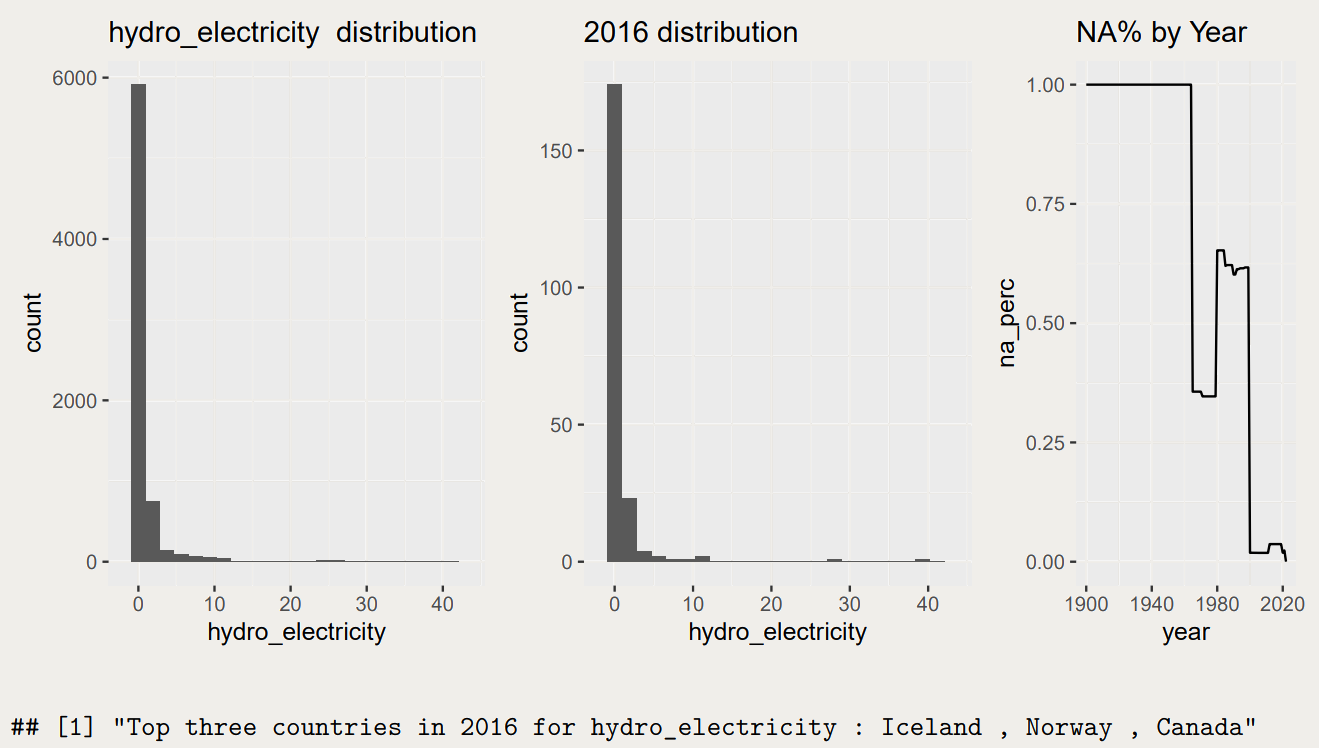 hydro_electricity  distribution
6000
4000
2000
0
count
0 10 20 30 40
hydro_electricity
2016 distribution
150
100
50
0
count
0 10 20 30 40
hydro_electricity
NA% by Year
1.00
0.75
0.50
0.25
0.00
na_perc
1900 1940 1980 2020
year
## [1] "Top three countries in 2016 for hydro_electricity : Iceland , Norway , Canada"